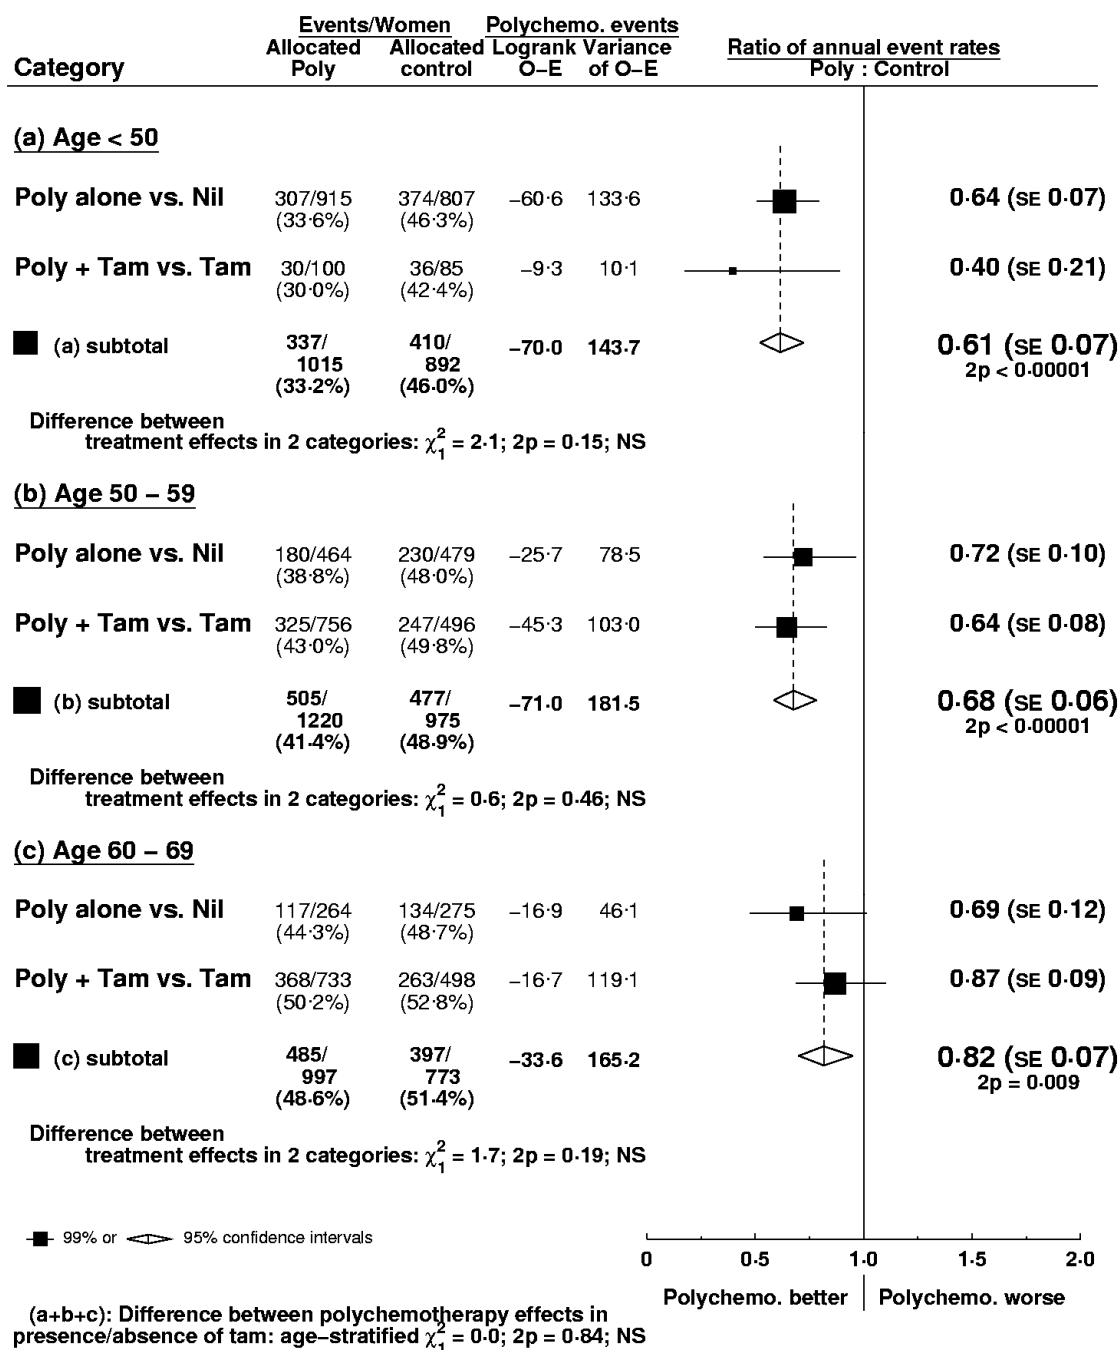 Events/Women Polychemo. events
Allocated Allocated Logrank Variance Ratio of annual event rates
Category Poly control O–E of O–E Poly : Control
(a) Age < 50
Poly alone vs. Nil 307/915 374/807 –60·6 133·6 0·64 (SE 0·07)
(33·6%) (46·3%)
Poly + Tam vs. Tam 30/100 36/85 –9·3 10·1 0·40 (SE 0·21)
(30·0%) (42·4%)
(a) subtotal 337/ 410/ –70·0 143·7 0·61 (SE 0·07)
1015 892 2p < 0·00001
(33·2%) (46·0%)
Difference between
treatment effects in 2 categories: χ²₁ = 2·1; 2p = 0·15; NS
(b) Age 50 – 59
Poly alone vs. Nil 180/464 230/479 –25·7 78·5 0·72 (SE 0·10)
(38·8%) (48·0%)
Poly + Tam vs. Tam 325/756 247/496 –45·3 103·0 0·64 (SE 0·08)
(43·0%) (49·8%)
(b) subtotal 505/ 477/ –71·0 181·5 0·68 (SE 0·06)
1220 975 2p < 0·00001
(41·4%) (48·9%)
Difference between
treatment effects in 2 categories: χ²₁ = 0·6; 2p = 0·46; NS
(c) Age 60 – 69
Poly alone vs. Nil 117/264 134/275 –16·9 46·1 0·69 (SE 0·12)
(44·3%) (48·7%)
Poly + Tam vs. Tam 368/733 263/498 –16·7 119·1 0·87 (SE 0·09)
(50·2%) (52·8%)
(c) subtotal 485/ 397/ –33·6 165·2 0·82 (SE 0·07)
997 773 2p = 0·009
(48·6%) (51·4%)
Difference between
treatment effects in 2 categories: χ²₁ = 1·7; 2p = 0·19; NS
99% or 95% confidence intervals
0 0·5 1·0 1·5 2·0
Polychemo. better Polychemo. worse
(a+b+c): Difference between polychemotherapy effects in
presence/absence of tam: age–stratified χ²₁ = 0·0; 2p = 0·84; NS